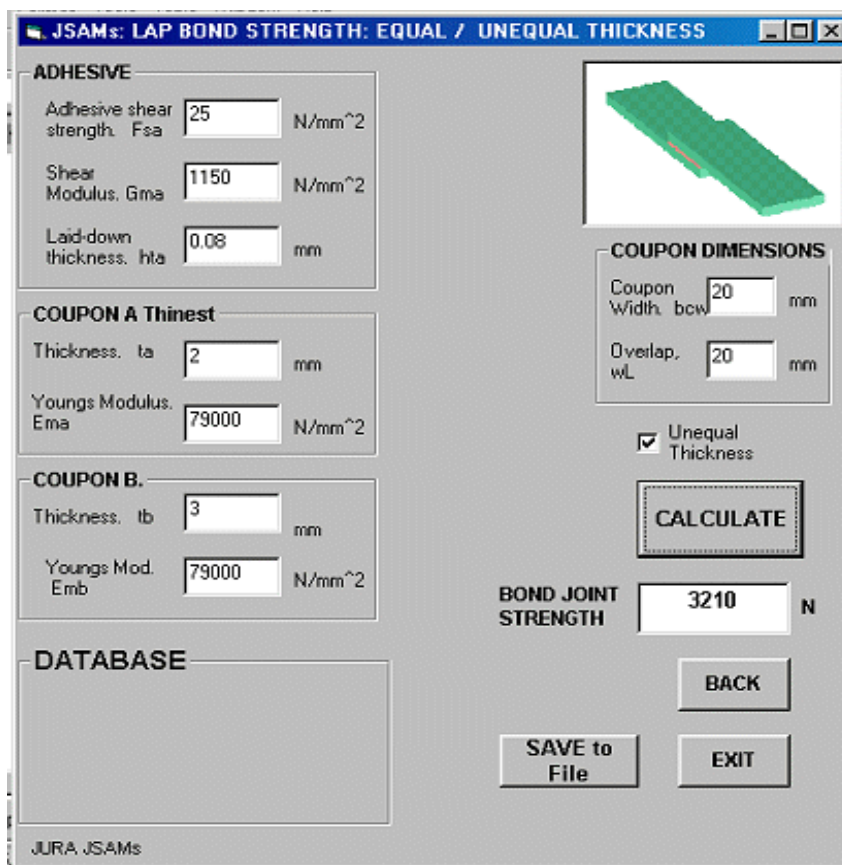 JSAMs: LAP BOND STRENGTH: EQUAL / UNEQUAL THICKNESS
ADHESIVE
Adhesive shear
strength. Fsa
25
N/mm^2
Shear
Modulus. Gma
1150
N/mm^2
Laid-down
thickness. hta
0.08
mm
COUPON A Thinest
Thickness. ta
2
mm
Youngs Modulus.
Ema
79000
N/mm^2
COUPON B.
Thickness. tb
3
mm
Youngs Mod.
Emb
79000
N/mm^2
DATABASE
JURA JSAMs
COUPON DIMENSIONS
Coupon
Width. bcw
20
mm
Overlap,
wL
20
mm
Unequal
Thickness
CALCULATE
BOND JOINT
STRENGTH
3210
N
BACK
SAVE to
File
EXIT